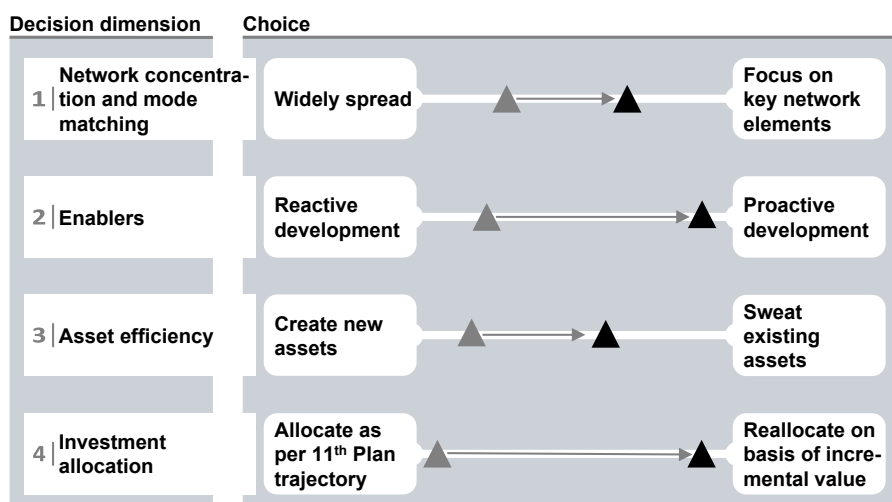 Decision dimension
Choice
1
Network concentra-
tion and mode
matching
Widely spread
Focus on
key network
elements
2
Enablers
Reactive
development
Proactive
development
3
Asset efficiency
Create new
assets
Sweat
existing
assets
4
Investment
allocation
Allocate as
per 11th Plan
trajectory
Reallocate on
basis of incre-
mental value